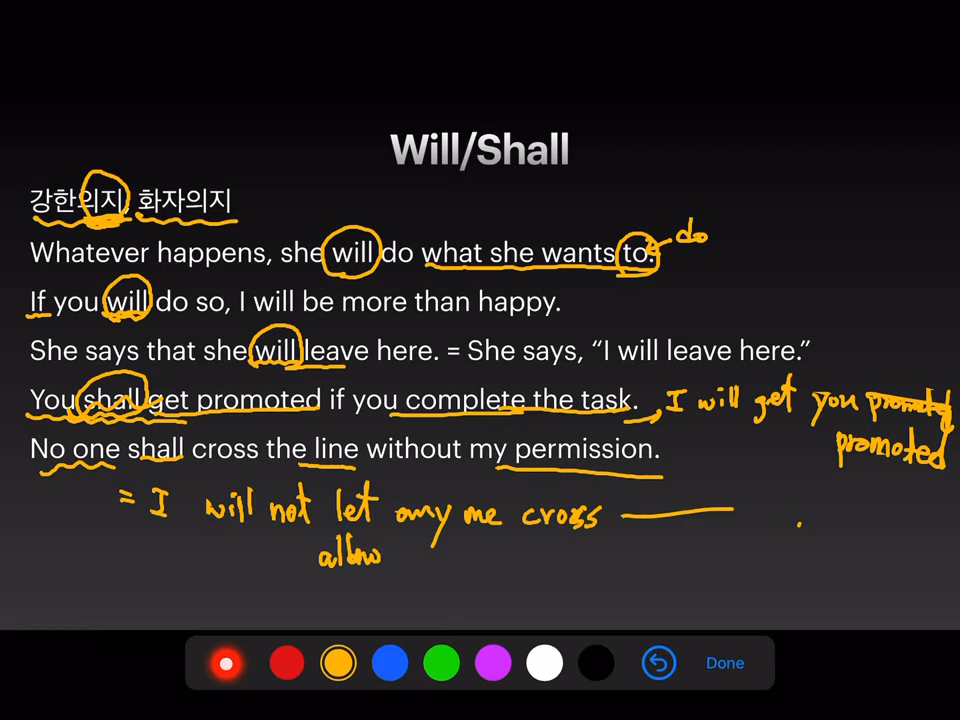 Will/Shall
강한의지, 화자의지
do
Whatever happens, she will do what she wants to.
If you will do so, I will be more than happy.
She says that she will leave here. = She says, “I will leave here.”
You shall get promoted if you complete the task. I will get you promoted
promoted
No one shall cross the line without my permission.
= I will not let any me cross
allow
Done